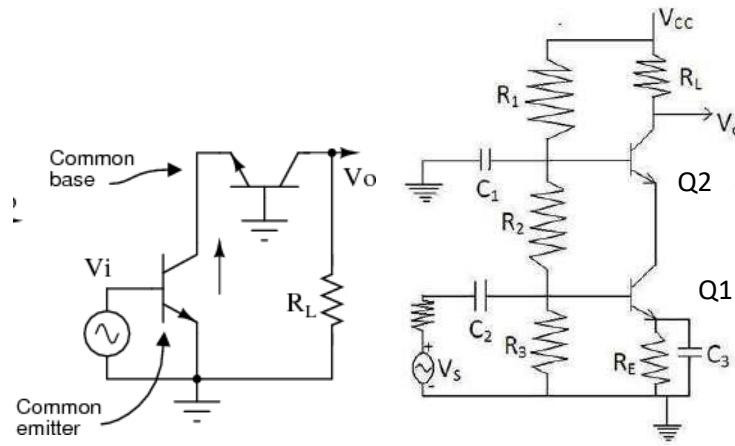 Common
base
Vo
Vi
RL
Common
emitter
VCC
R1
RL
C1
Q2
R2
Q1
C2
R3
RE
C3
VS